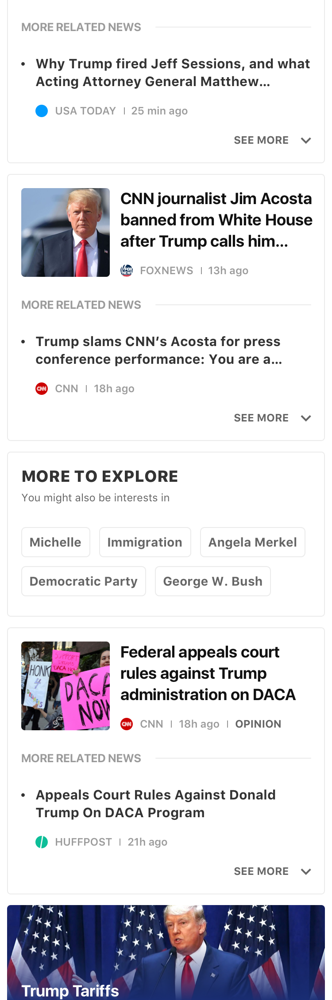 MORE RELATED NEWS
• Why Trump fired Jeff Sessions, and what
Acting Attorney General Matthew...
USA TODAY | 25 min ago
SEE MORE
CNN journalist Jim Acosta
banned from White House
after Trump calls him...
FOX NEWS
FOXNEWS | 13h ago
MORE RELATED NEWS
• Trump slams CNN’s Acosta for press
conference performance: You are a...
CNN
CNN | 18h ago
SEE MORE
MORE TO EXPLORE
You might also be interests in
Michelle
Immigration
Angela Merkel
Democratic Party
George W. Bush
HONK
4
SUPPORT
DREAMS
DACA NOW
DACA
NOW
Federal appeals court
rules against Trump
administration on DACA
CNN
CNN | 18h ago | OPINION
MORE RELATED NEWS
• Appeals Court Rules Against Donald
Trump On DACA Program
HUFFPOST | 21h ago
SEE MORE
Trump Tariffs